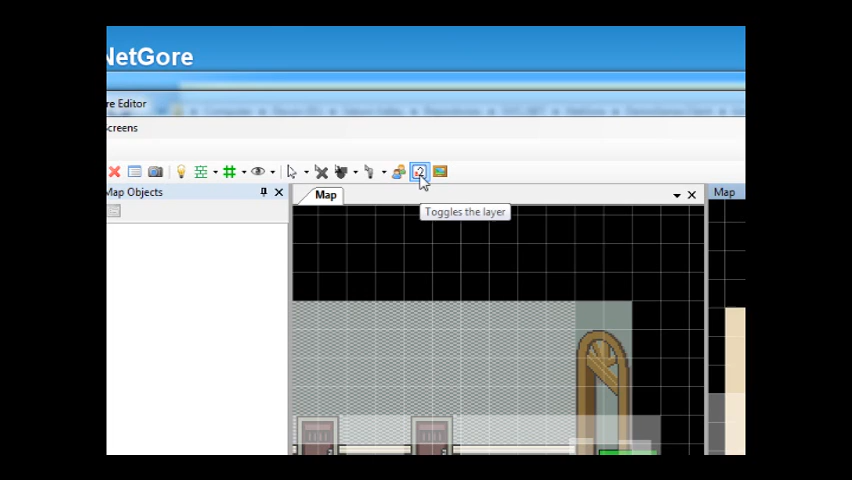 NetGore
re Editor
creens
Map Objects
Map
Map
Toggles the layer